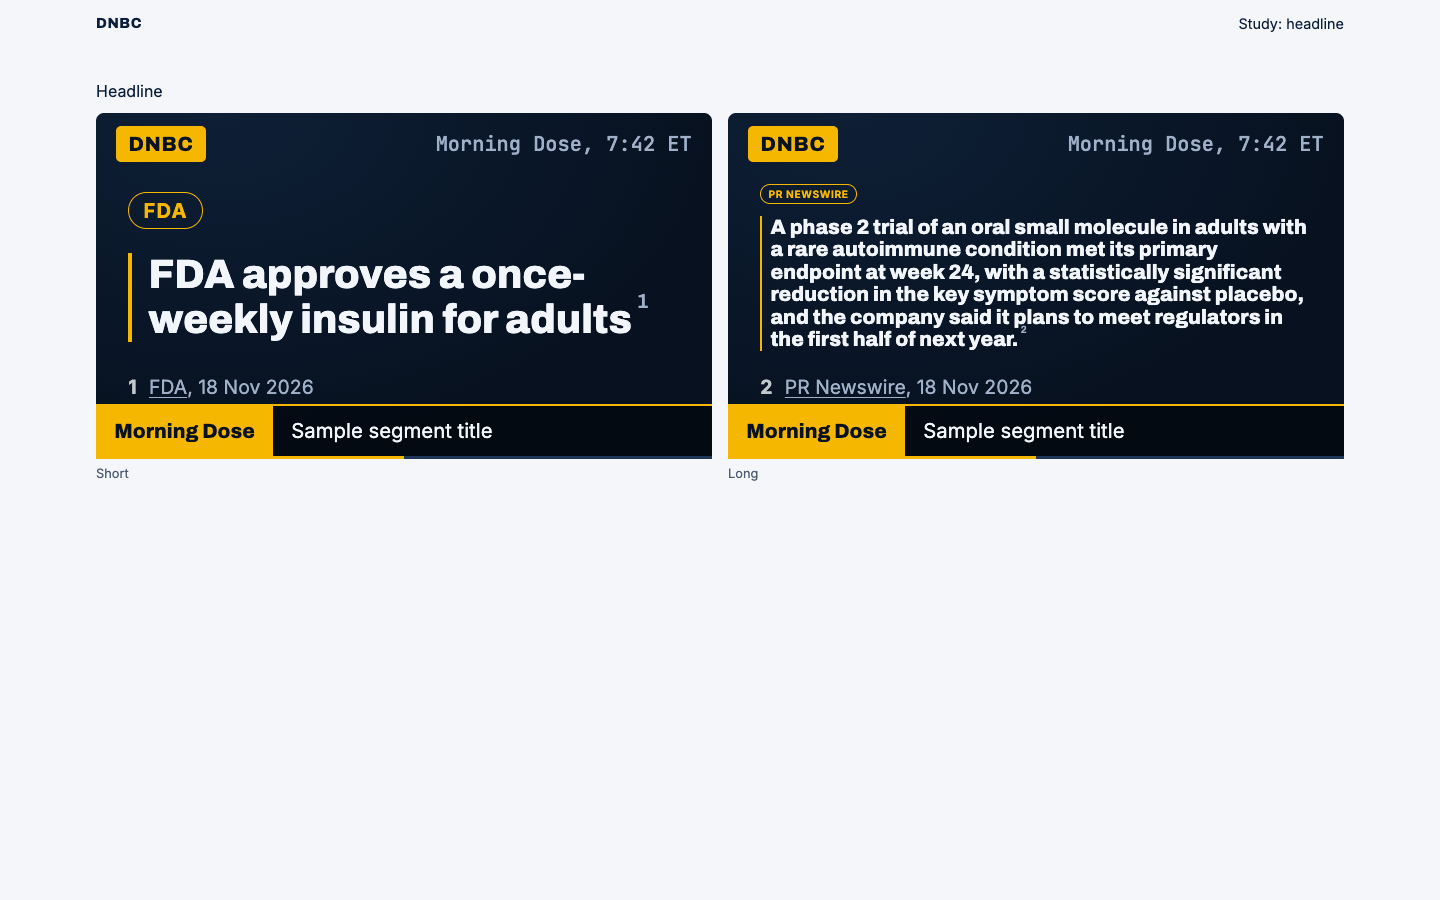 DNBC
Study: headline
Headline
DNBC
Morning Dose, 7:42 ET
FDA
FDA approves a once-
weekly insulin for adults 1
1 FDA, 18 Nov 2026
Morning Dose
Sample segment title
Short
DNBC
Morning Dose, 7:42 ET
PR NEWSWIRE
A phase 2 trial of an oral small molecule in adults with
a rare autoimmune condition met its primary
endpoint at week 24, with a statistically significant
reduction in the key symptom score against placebo,
and the company said it plans to meet regulators in
the first half of next year. 2
2 PR Newswire, 18 Nov 2026
Morning Dose
Sample segment title
Long